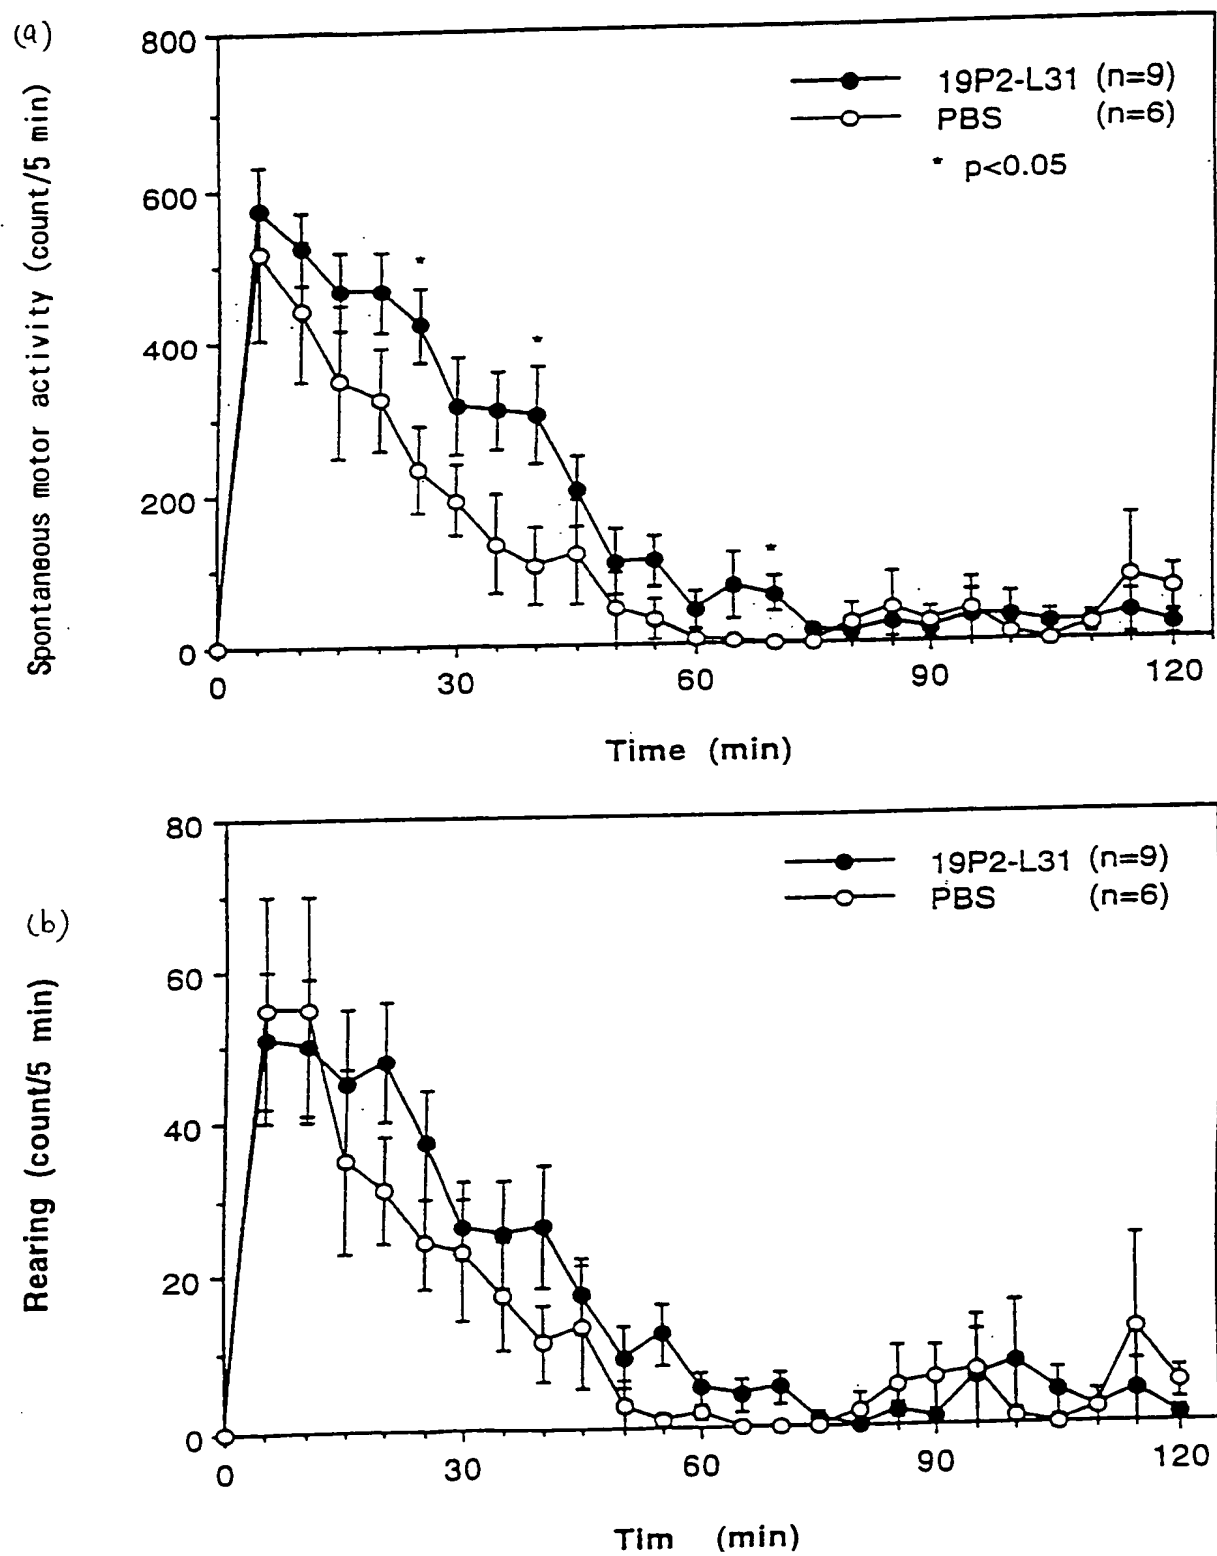 (a)
Spontaneous motor activity (count/5 min)
800
600
400
200
0
19P2-L31 (n=9)
PBS (n=6)
* p<0.05
*
*
*
0 30 60 90 120
Time (min)
(b)
Rearing (count/5 min)
80
60
40
20
0
19P2-L31 (n=9)
PBS (n=6)
0 30 60 90 120
Tim (min)